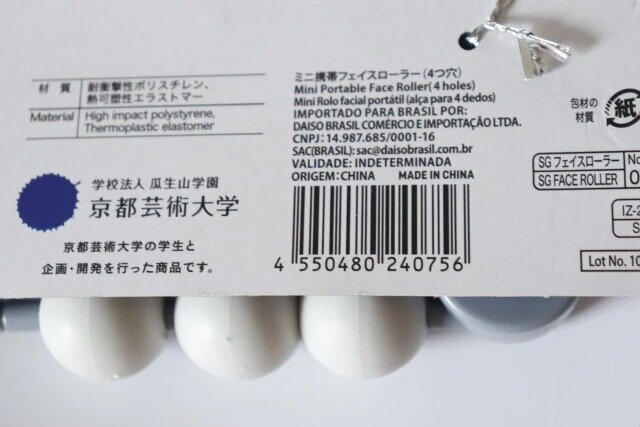 材質 耐衝撃性ポリスチレン、
熱可塑性エラストマー
Material High impact polystyrene,
Thermoplastic elastomer
学校法人 瓜生山学園
京都芸術大学
京都芸術大学の学生と
企画・開発を行った商品です。
ミニ携帯フェイスローラー(4つ穴)
Mini Portable Face Roller(4 holes)
Mini Rolo facial portátil (alça para 4 dedos)
IMPORTADO PARA BRASIL POR:
DAISO BRASIL COMÉRCIO E IMPORTAÇÃO LTDA.
CNPJ: 14.987.685/0001-16
SAC(BRASIL): sac@daisobrasil.com.br
VALIDADE: INDETERMINADA
ORIGEM: CHINA MADE IN CHINA
4 550480 240756
包材の
材質
紙
SG フェイスローラー
SG FACE ROLLER
No
0
IZ-2
S
Lot No. 10